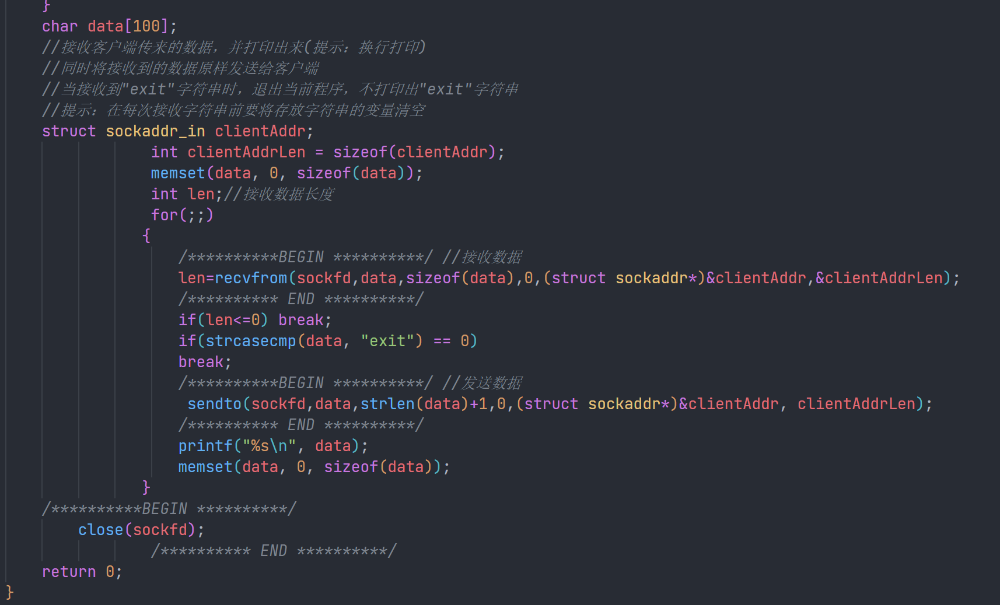 }
char data[100];
//接收客户端传来的数据，并打印出来(提示：换行打印)
//同时将接收到的数据原样发送给客户端
//当接收到"exit"字符串时，退出当前程序，不打印出"exit"字符串
//提示：在每次接收字符串前要将存放字符串的变量清空
struct sockaddr_in clientAddr;
int clientAddrLen = sizeof(clientAddr);
memset(data, 0, sizeof(data));
int len;//接收数据长度
for(;;)
{
/**********BEGIN **********/ //接收数据
len=recvfrom(sockfd,data,sizeof(data),0,(struct sockaddr*)&clientAddr,&clientAddrLen);
/********** END **********/
if(len<=0) break;
if(strcasecmp(data, "exit") == 0)
break;
/**********BEGIN **********/ //发送数据
sendto(sockfd,data,strlen(data)+1,0,(struct sockaddr*)&clientAddr, clientAddrLen);
/********** END **********/
printf("%s\n", data);
memset(data, 0, sizeof(data));
}
/**********BEGIN **********/
close(sockfd);
/********** END **********/
return 0;
}